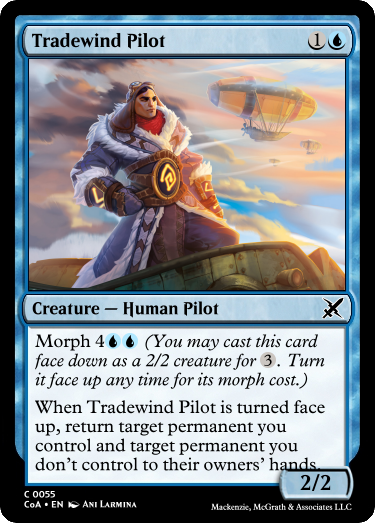 Tradewind Pilot 1
Creature — Human Pilot
Morph 4 (You may cast this card
face down as a 2/2 creature for 3. Turn
it face up any time for its morph cost.)
When Tradewind Pilot is turned face
up, return target permanent you
control and target permanent you
don't control to their owners' hands.
2/2
C 0055
CoA • EN Ani Larmina
Mackenzie, McGrath & Associates LLC